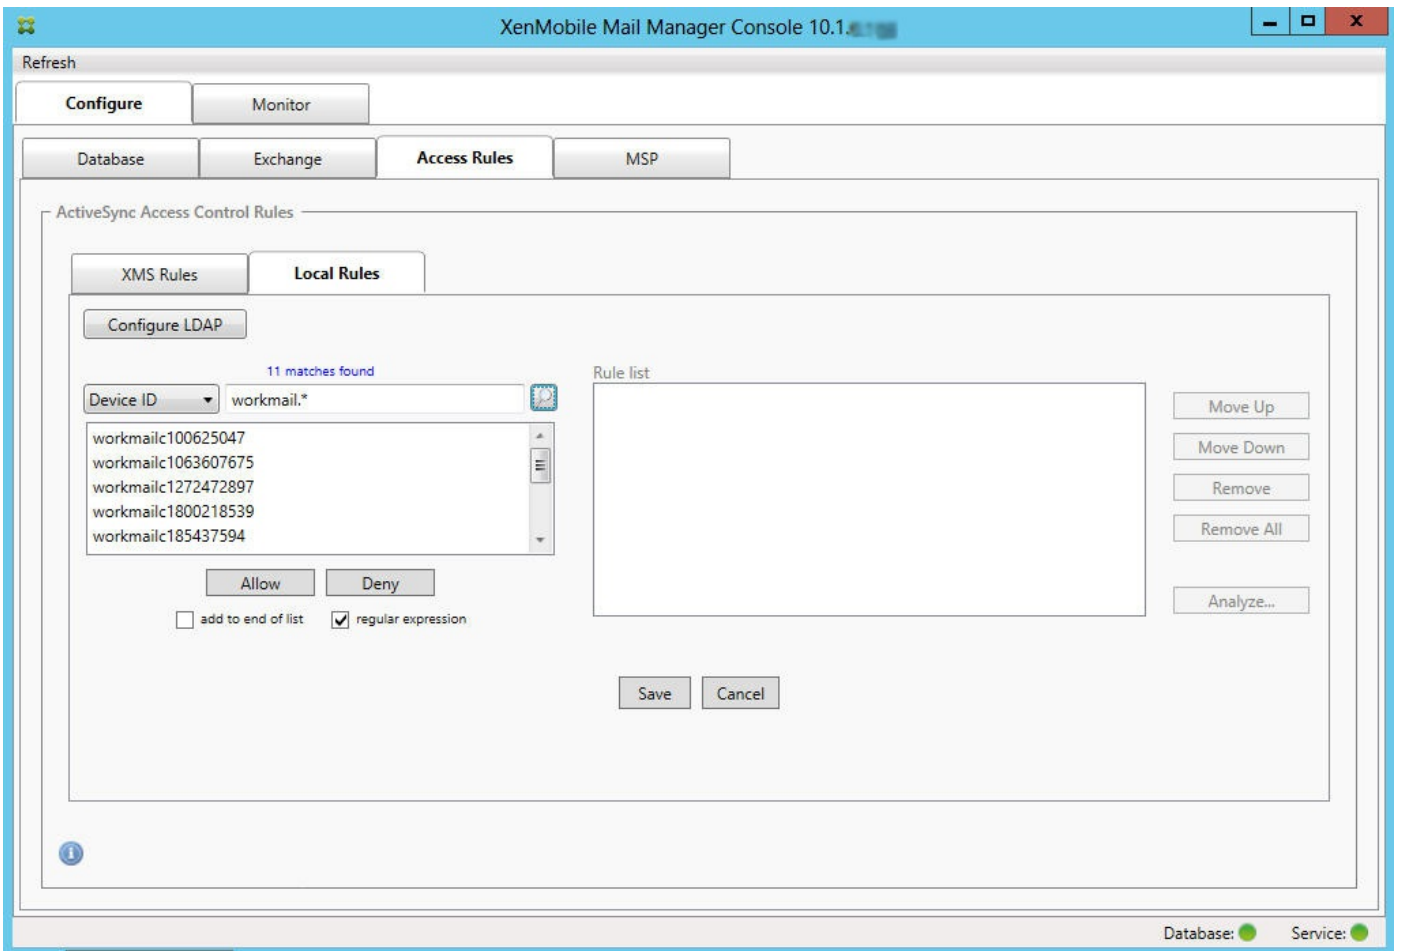 XenMobile Mail Manager Console 10.1.
Refresh
Configure
Monitor
Database
Exchange
Access Rules
MSP
ActiveSync Access Control Rules
XMS Rules
Local Rules
Configure LDAP
11 matches found
Device ID
workmail.*
workmailc100625047
workmailc1063607675
workmailc1272472897
workmailc1800218539
workmailc185437594
Allow
Deny
add to end of list
regular expression
Rule list
Move Up
Move Down
Remove
Remove All
Analyze...
Save
Cancel
Database:
Service: